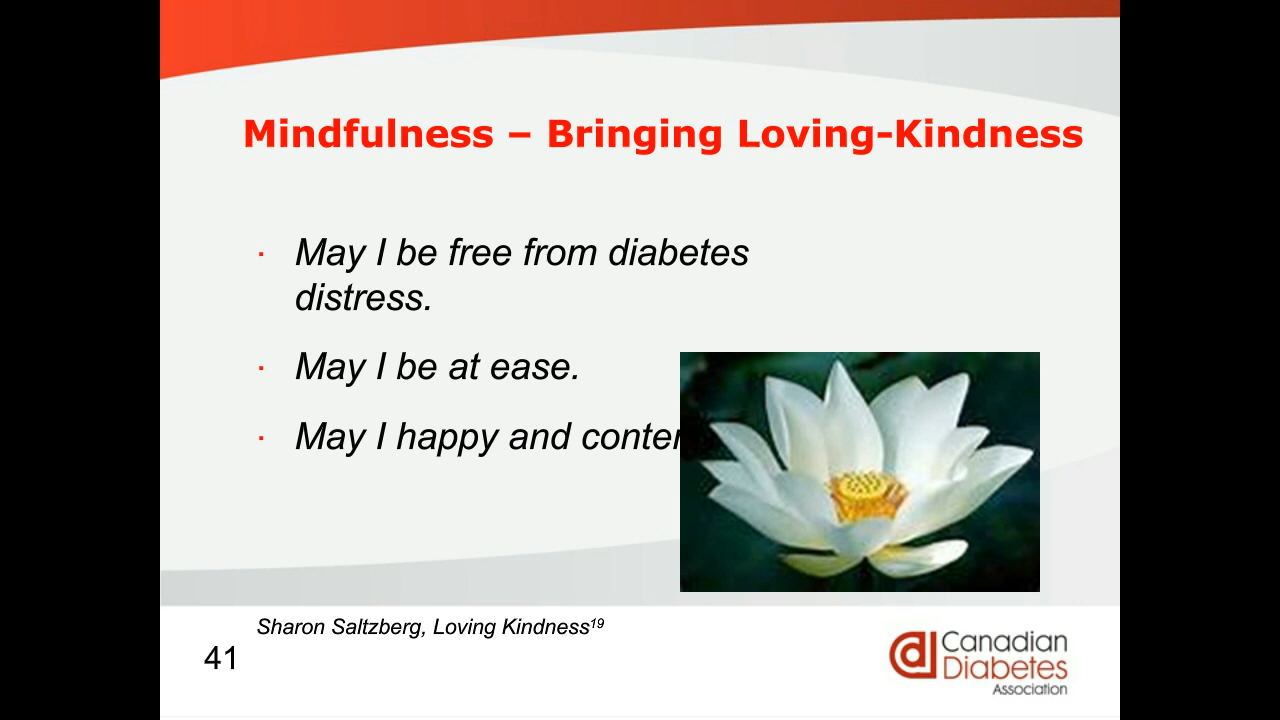 Mindfulness – Bringing Loving-Kindness
· May I be free from diabetes
distress.
· May I be at ease.
· May I happy and
Sharon Saltzberg, Loving Kindness19
41
Canadian
Diabetes
Association